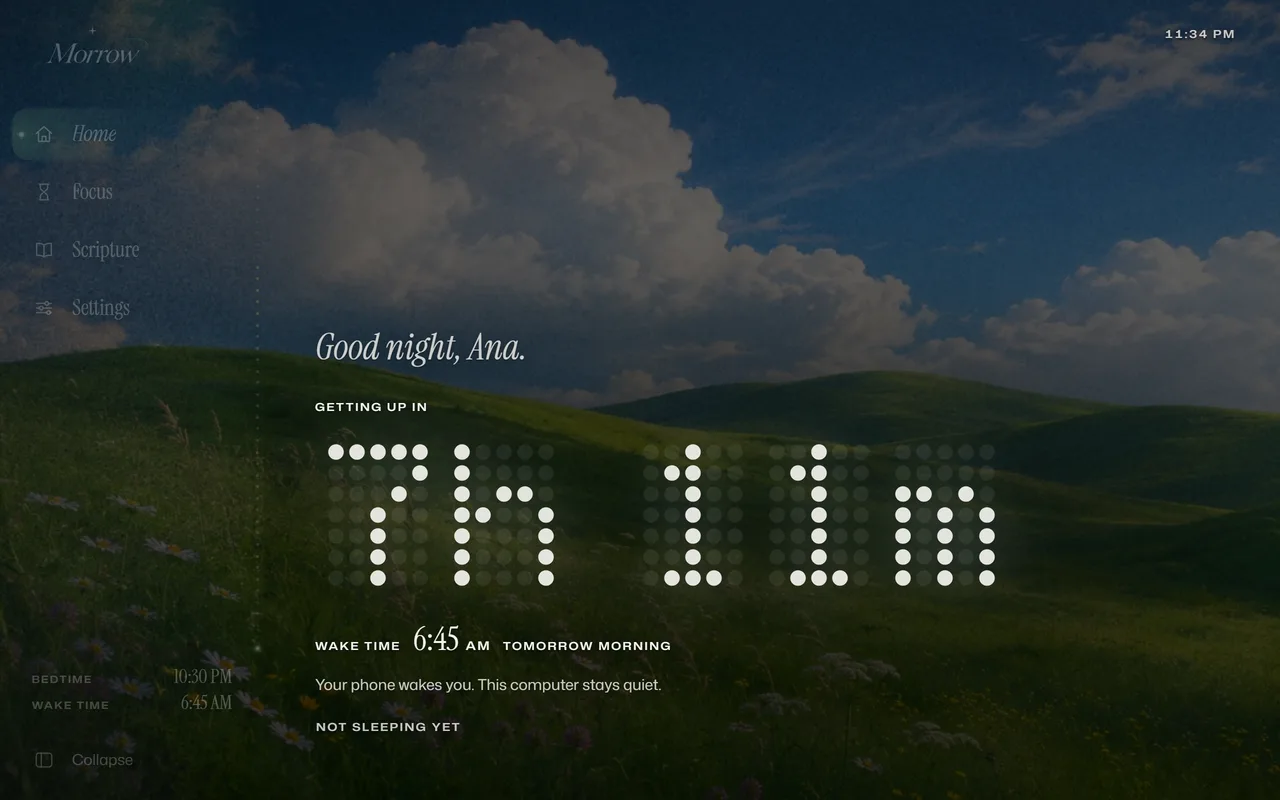 Morrow
11:34 PM
Home
Focus
Scripture
Settings
Good night, Ana.
GETTING UP IN
7h 11m
WAKE TIME 6:45 AM TOMORROW MORNING
Your phone wakes you. This computer stays quiet.
NOT SLEEPING YET
BEDTIME 10:30 PM
WAKE TIME 6:45 AM
Collapse